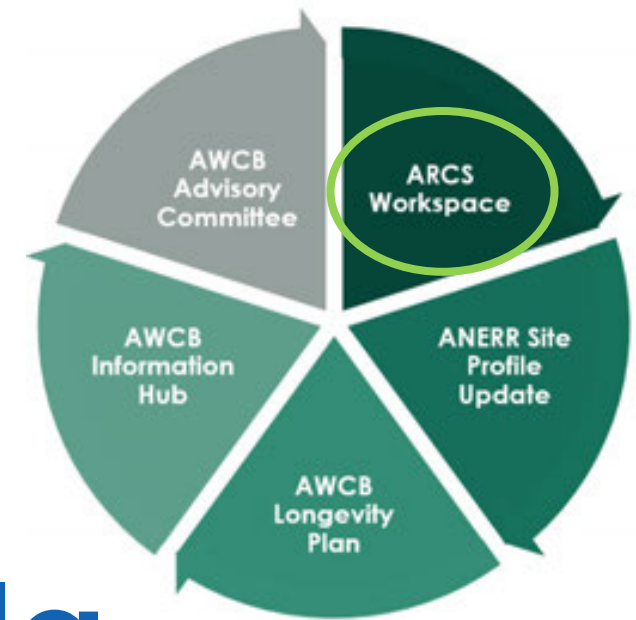 AWCB
Advisory
Committee
ARCS
Workspace
ANERR Site
Profile
Update
AWCB
Longevity
Plan
AWCB
Information
Hub